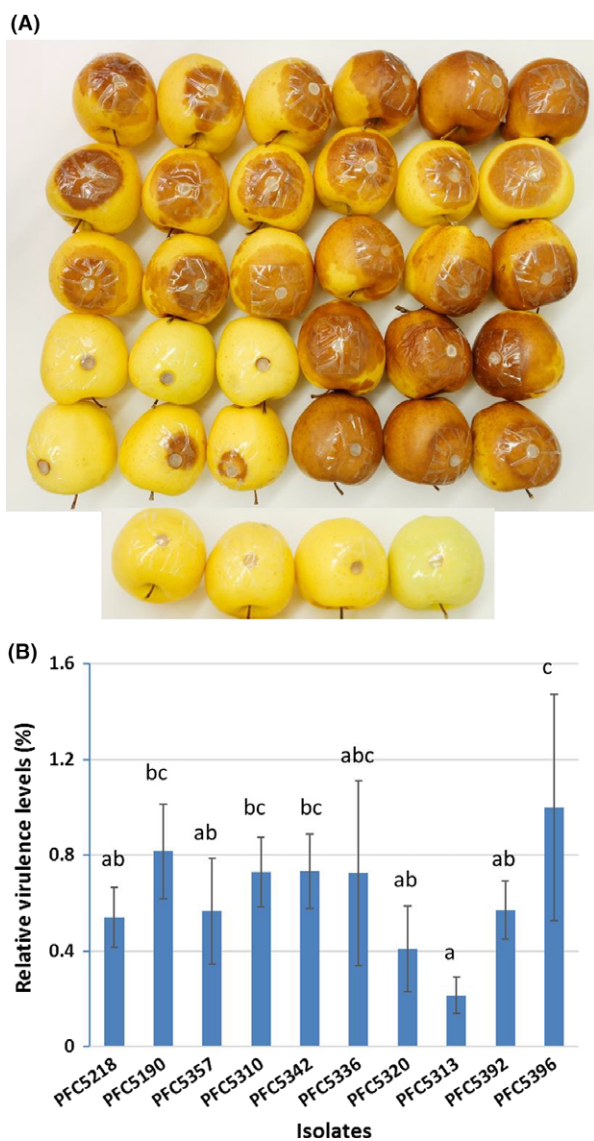 (A)
(B)
Relative virulence levels (%)
1.6
1.2
0.8
0.4
0
ab
bc
ab
bc
bc
abc
ab
a
ab
c
PFC5218
PFC5190
PFC5357
PFC5310
PFC5342
PFC5336
PFC5320
PFC5313
PFC5392
PFC5396
Isolates